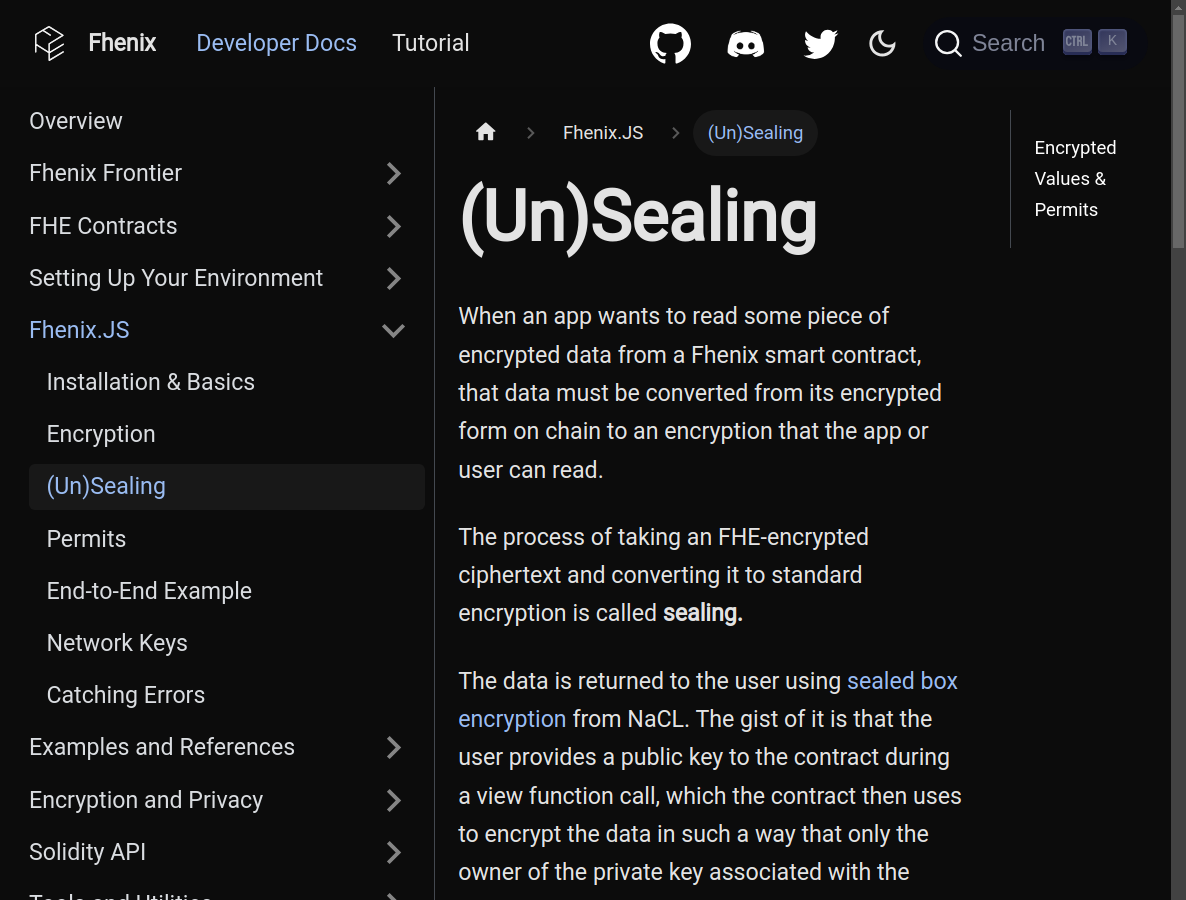 Fhenix
Developer Docs
Tutorial
Search
CTRL
K
Overview
Fhenix Frontier
FHE Contracts
Setting Up Your Environment
Fhenix.JS
Installation & Basics
Encryption
(Un)Sealing
Permits
End-to-End Example
Network Keys
Catching Errors
Examples and References
Encryption and Privacy
Solidity API
Tools and Utilities
Fhenix.JS
(Un)Sealing
(Un)Sealing
When an app wants to read some piece of
encrypted data from a Fhenix smart contract,
that data must be converted from its encrypted
form on chain to an encryption that the app or
user can read.
The process of taking an FHE-encrypted
ciphertext and converting it to standard
encryption is called sealing.
The data is returned to the user using sealed box
encryption from NaCL. The gist of it is that the
user provides a public key to the contract during
a view function call, which the contract then uses
to encrypt the data in such a way that only the
owner of the private key associated with the
Encrypted
Values &
Permits